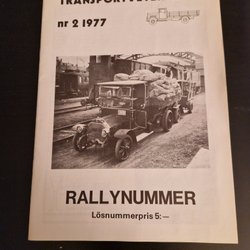 nr 2 1977
RALLYNUMMER
Lösnummerpris 5:—